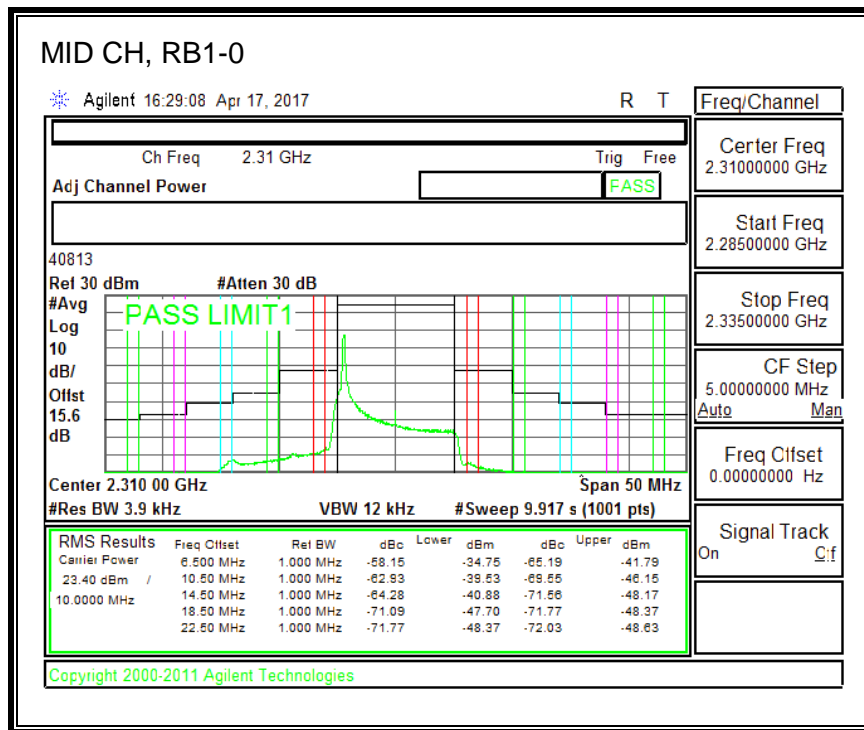 MID CH, RB1-0
Agilent 16:29:08 Apr 17, 2017 R T
Freq/Channel
Ch Freq 2.31 GHz Trig Free
Adj Channel Power PASS
Center Freq
2.31000000 GHz
Start Freq
2.28500000 GHz
Stop Freq
2.33500000 GHz
CF Step
5.00000000 MHz
Auto Man
Freq Offset
0.00000000 Hz
Signal Track
On Off
40813
Ref 30 dBm #Atten 30 dB
#Avg
Log
10
dB/
Offst
15.6
dB
PASS LIMIT1
Center 2.310 00 GHz Span 50 MHz
#Res BW 3.9 kHz VBW 12 kHz #Sweep 9.917 s (1001 pts)
RMS Results Freq Offset Ref BW dBc Lower dBm dBc Upper dBm
Carrier Power 6.500 MHz 1.000 MHz -58.15 -34.75 -65.19 -41.79
23.40 dBm / 10.50 MHz 1.000 MHz -62.93 -39.53 -69.55 -46.15
10.0000 MHz 14.50 MHz 1.000 MHz -64.28 -40.88 -71.56 -48.17
18.50 MHz 1.000 MHz -71.09 -47.70 -71.77 -48.37
22.50 MHz 1.000 MHz -71.77 -48.37 -72.03 -48.63
Copyright 2000-2011 Agilent Technologies